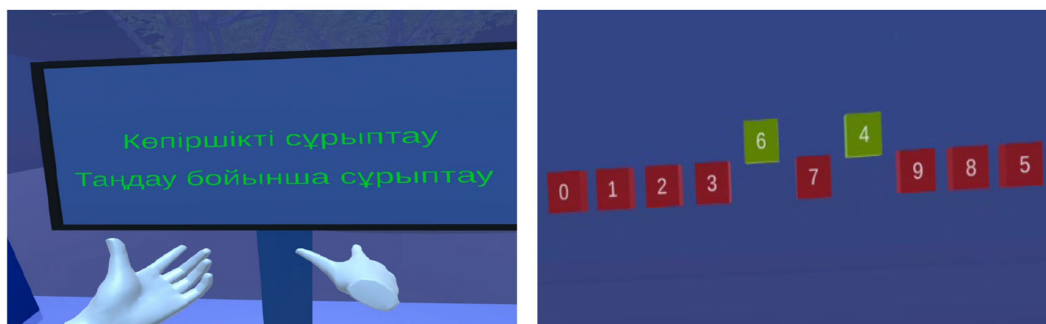 Көпіршікті сұрыптау
Таңдау бойынша сұрыптау
0 1 2 3 6 7 4 9 8 5